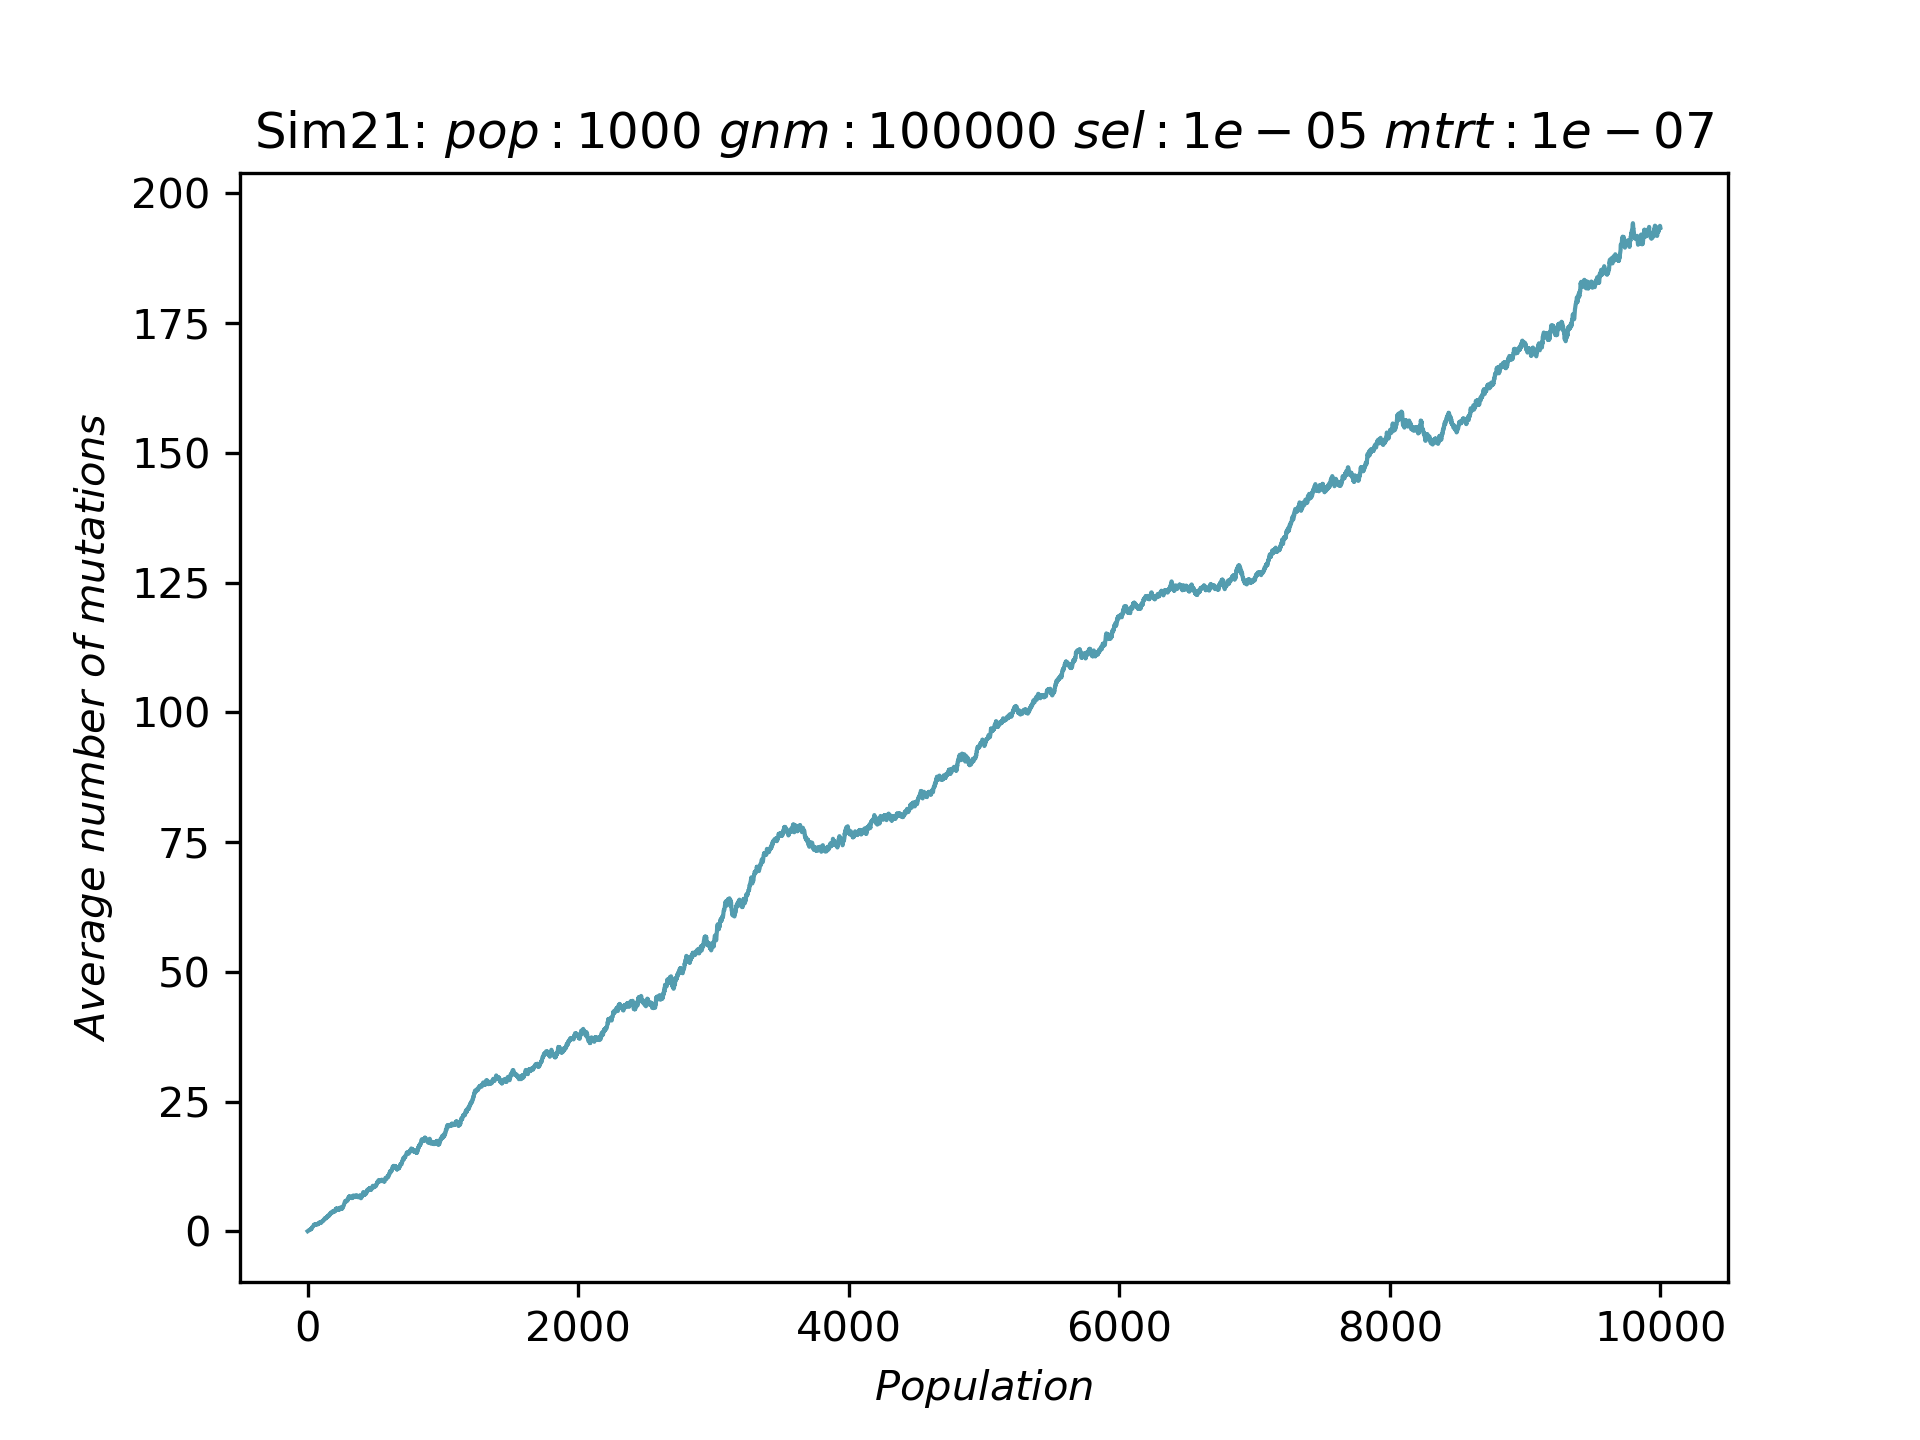 Sim21: pop : 1000 gnm : 100000 sel : 1e − 05 mtrt : 1e − 07
200
175
150
125
100
75
50
25
0
Average number of mutations
0 2000 4000 6000 8000 10000
Population